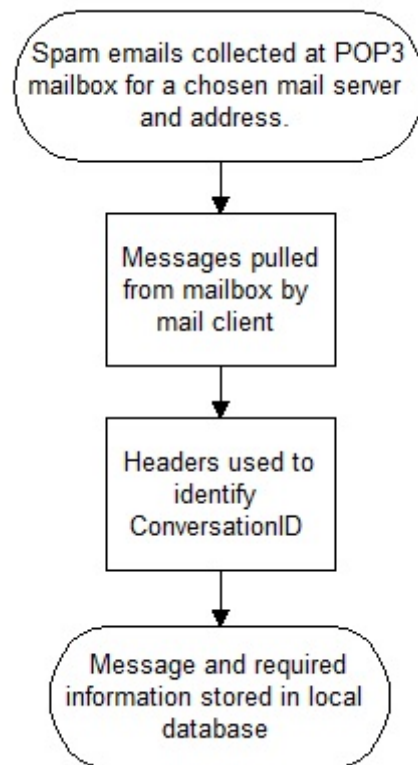 Spam emails collected at POP3
mailbox for a chosen mail server
and address.
Messages pulled
from mailbox by
mail client
Headers used to
identify
ConversationID
Message and required
information stored in local
database